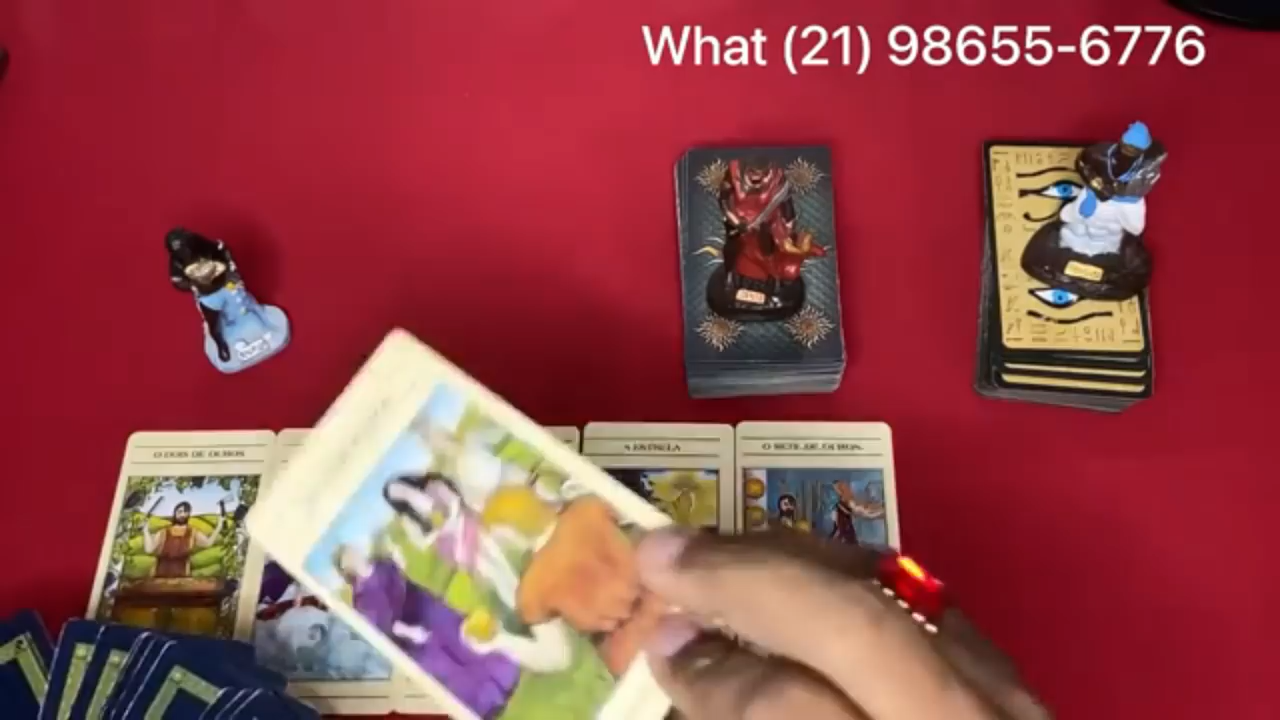 What (21) 98655-6776
O DOIS DE OUROS
A ESTRELA
O SETE DE OUROS